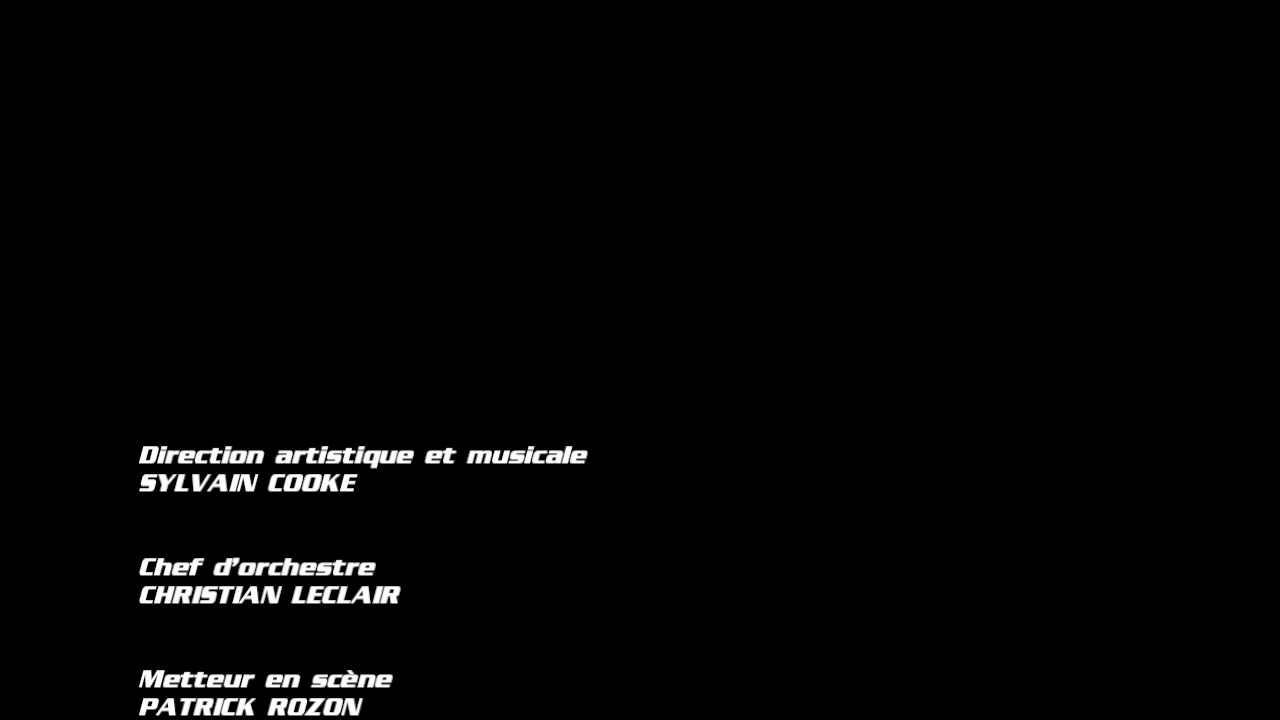 Direction artistique et musicale
SYLVAIN COOKE
Chef d’orchestre
CHRISTIAN LECLAIR
Metteur en scène
PATRICK ROZON